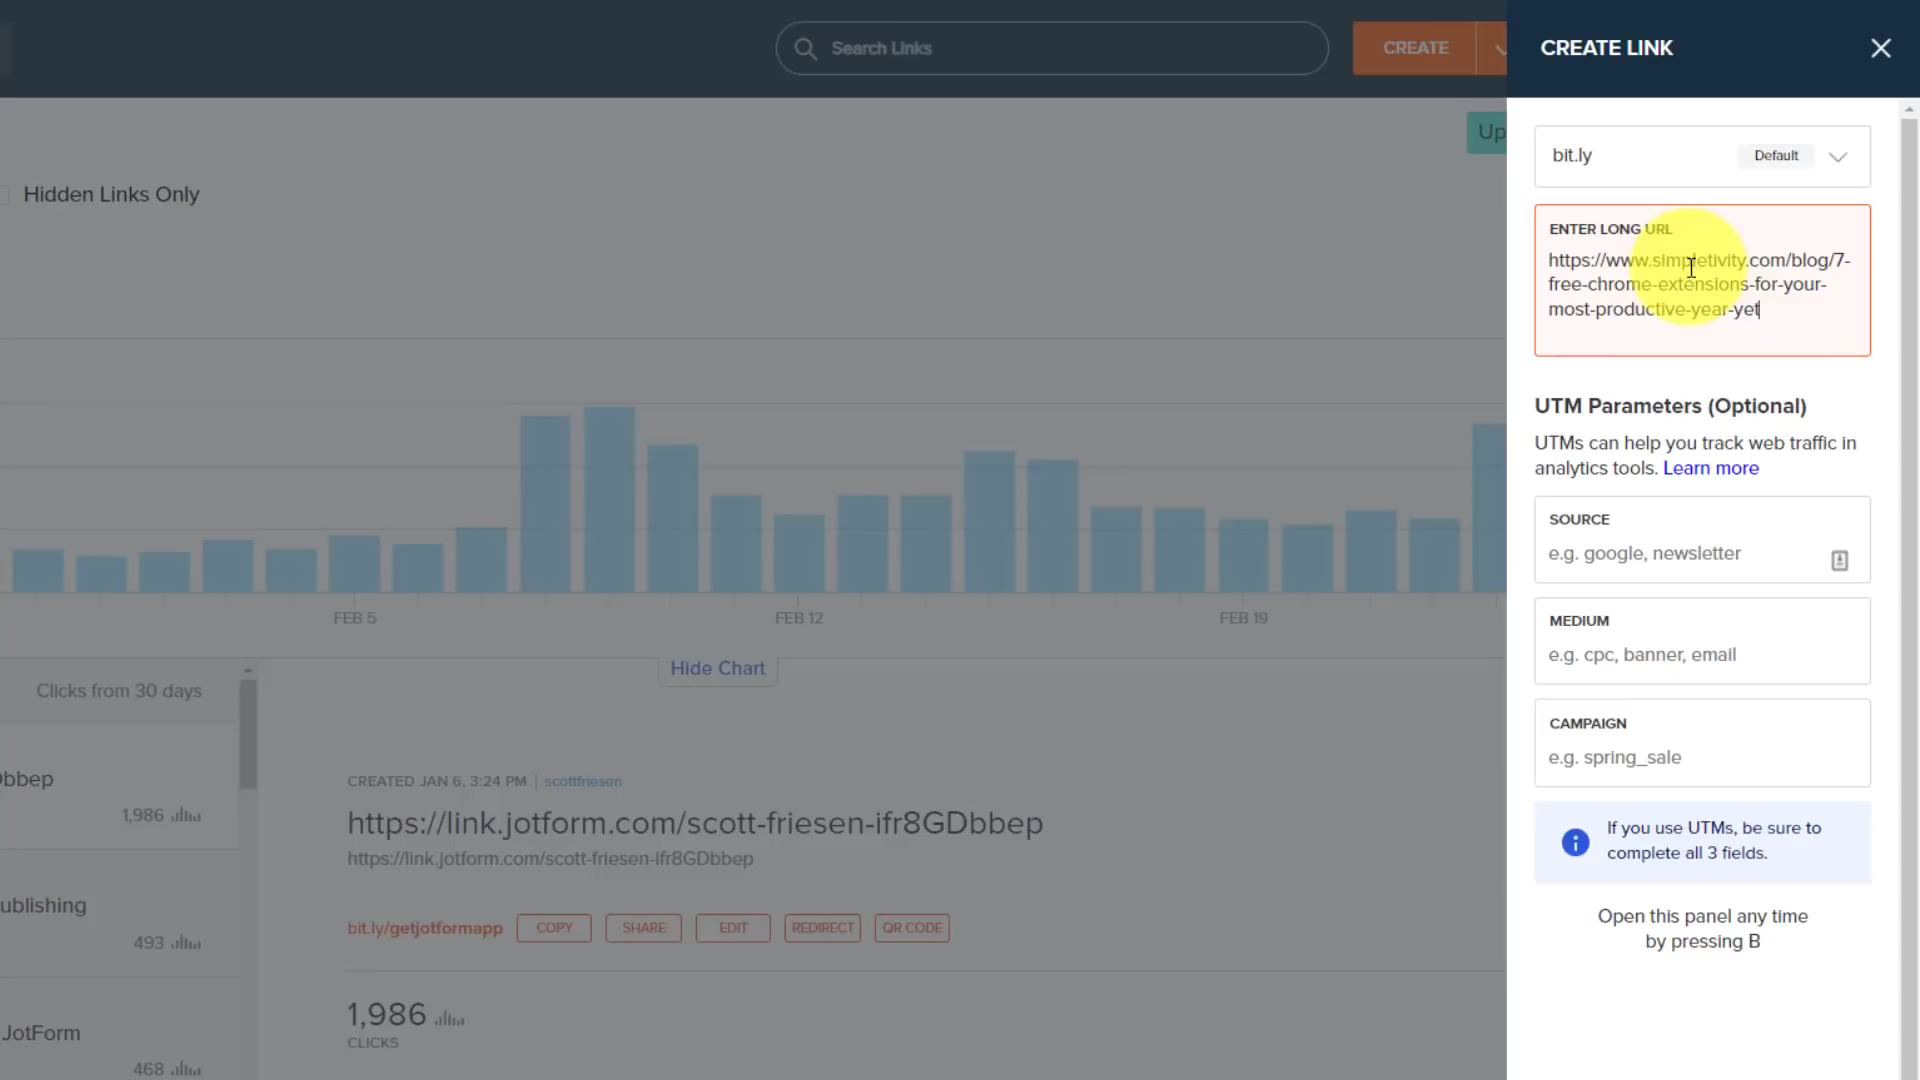 Search Links
CREATE
CREATE LINK
Up
bit.ly
Default
Hidden Links Only
ENTER LONG URL
https://www.simpletivity.com/blog/7-
free-chrome-extensions-for-your-
most-productive-year-yet
UTM Parameters (Optional)
UTMs can help you track web traffic in
analytics tools. Learn more
SOURCE
e.g. google, newsletter
MEDIUM
e.g. cpc, banner, email
CAMPAIGN
e.g. spring_sale
If you use UTMs, be sure to
complete all 3 fields.
Open this panel any time
by pressing B
FEB 5
FEB 12
FEB 19
Hide Chart
Clicks from 30 days
Dbbep
1,986
ublishing
493
JotForm
468
CREATED JAN 6, 3:24 PM | scottfriesen
https://link.jotform.com/scott-friesen-ifr8GDbbep
https://link.jotform.com/scott-friesen-ifr8GDbbep
bit.ly/getjotformapp
COPY
SHARE
EDIT
REDIRECT
QR CODE
1,986
CLICKS